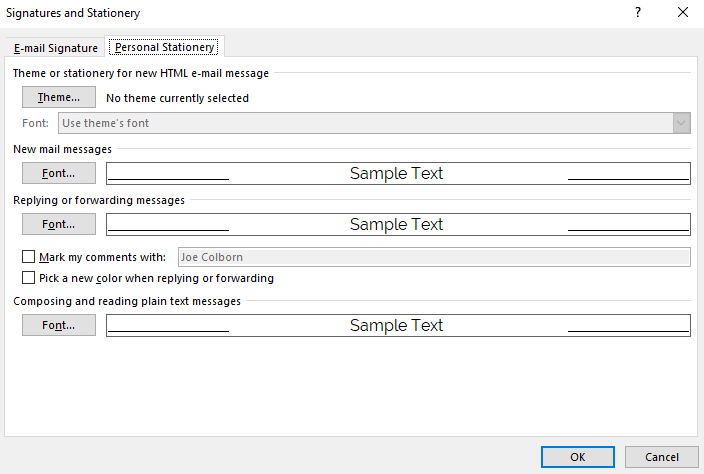 Signatures and Stationery
E-mail Signature
Personal Stationery
Theme or stationery for new HTML e-mail message
Theme... No theme currently selected
Font: Use theme's font
New mail messages
Font... Sample Text
Replying or forwarding messages
Font... Sample Text
Mark my comments with: Joe Colborn
Pick a new color when replying or forwarding
Composing and reading plain text messages
Font... Sample Text
OK Cancel